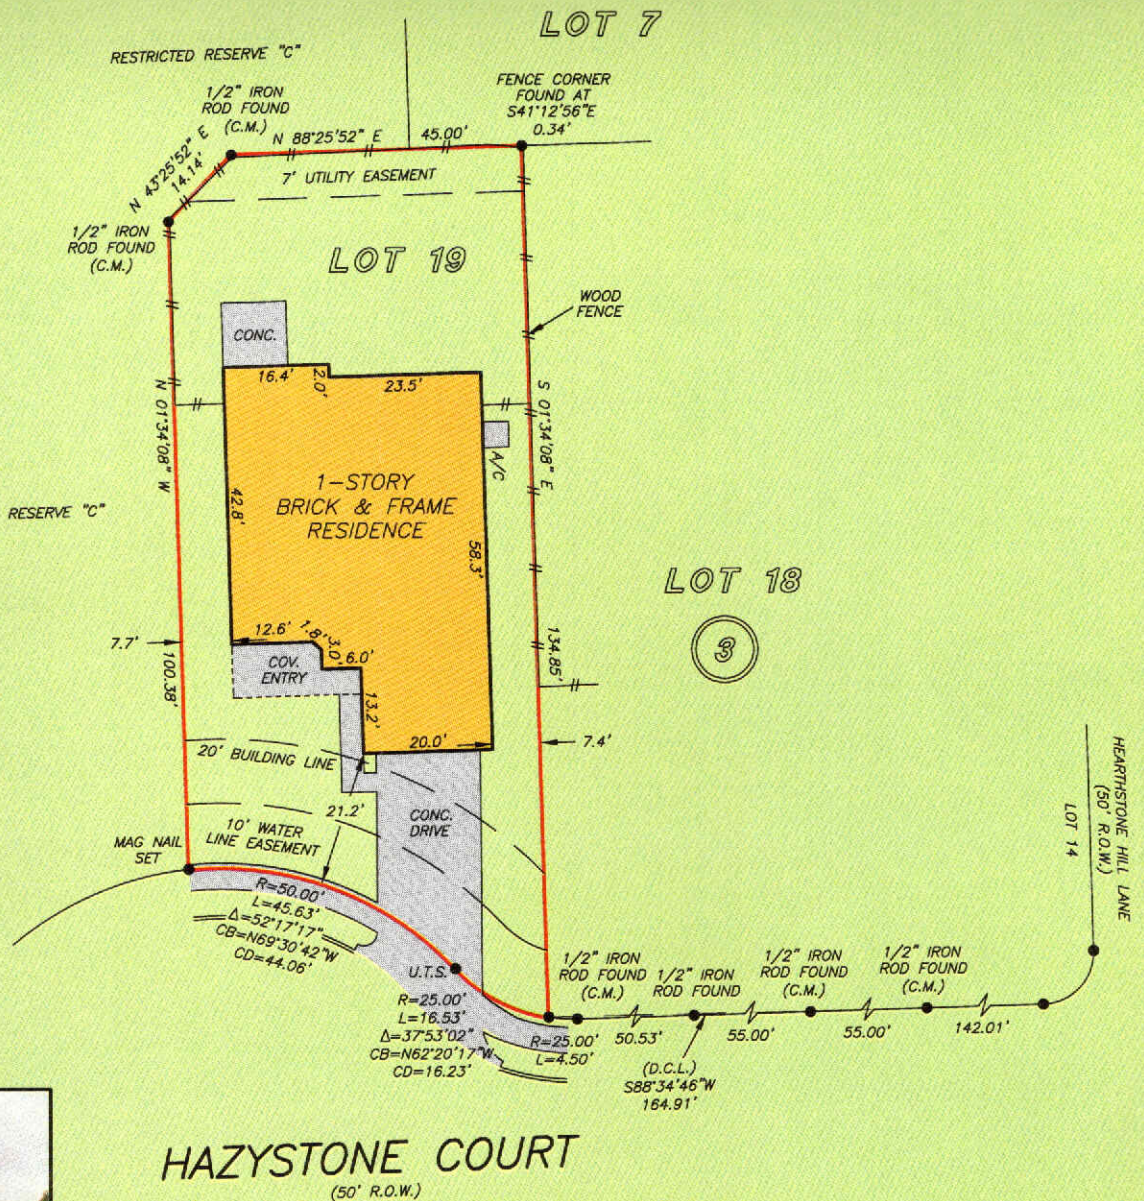 LOT 7
RESTRICTED RESERVE "C"
1/2" IRON
ROD FOUND
(C.M.)
FENCE CORNER
FOUND AT
S41°12'56"E
0.34'
N 88°25'52" E
45.00'
N 43°25'52" E
14.14'
7' UTILITY EASEMENT
1/2" IRON
ROD FOUND
(C.M.)
LOT 19
WOOD
FENCE
CONC.
16.4'
2.0'
23.5'
N 01°34'08" W
S 01°34'08" E
A/C
1-STORY
BRICK & FRAME
RESIDENCE
42.8'
58.3'
RESERVE "C"
LOT 18
3
7.7'
100.38'
12.6'
1.8'
3.0'
6.0'
COV.
ENTRY
13.2'
134.85'
20.0'
7.4'
20' BUILDING LINE
21.2'
10' WATER
LINE EASEMENT
CONC.
DRIVE
HEARTHSTONE HILL LANE
(50' R.O.W.)
LOT 14
MAG NAIL
SET
R=50.00'
L=45.63'
Δ=52°17'17"
CB=N69°30'42"W
CD=44.06'
U.T.S.
R=25.00'
L=16.53'
Δ=37°53'02"
CB=N62°20'17"W
CD=16.23'
1/2" IRON
ROD FOUND
(C.M.)
1/2" IRON
ROD FOUND
1/2" IRON
ROD FOUND
(C.M.)
1/2" IRON
ROD FOUND
(C.M.)
R=25.00'
L=4.50'
50.53'
55.00'
55.00'
142.01'
(D.C.L.)
S88°34'46"W
164.91'
HAZYSTONE COURT
(50' R.O.W.)